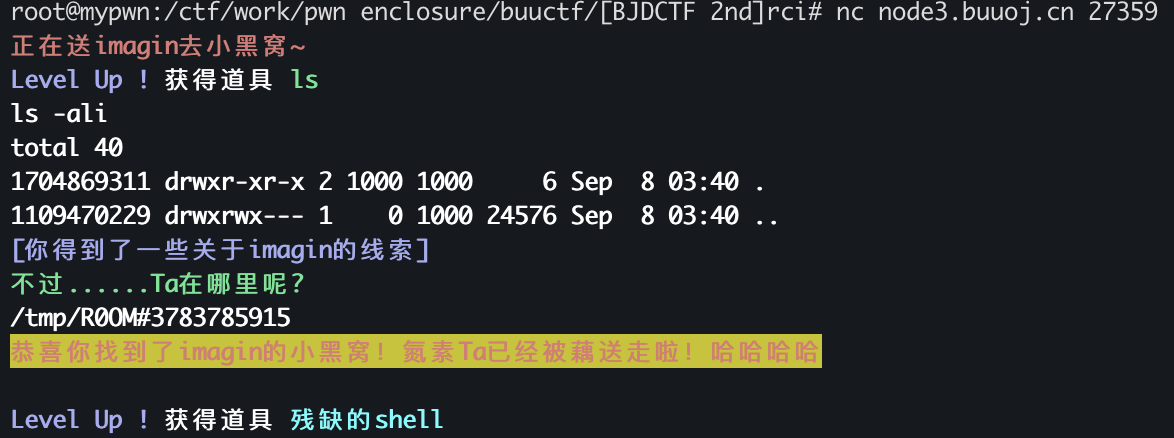 root@mypwn:/ctf/work/pwn enclosure/buuctf/[BJDCTF 2nd]rci# nc node3.buuoj.cn 27359
正在送imagin去小黑窝~
Level Up ! 获得道具 ls
ls -ali
total 40
1704869311 drwxr-xr-x 2 1000 1000     6 Sep  8 03:40 .
1109470229 drwxrwx--- 1    0 1000 24576 Sep  8 03:40 ..
[你得到了一些关于imagin的线索]
不过......Ta在哪里呢？
/tmp/R0OM#3783785915
恭喜你找到了imagin的小黑窝！氮素Ta已经被藕送走啦！哈哈哈哈
Level Up ! 获得道具 残缺的shell